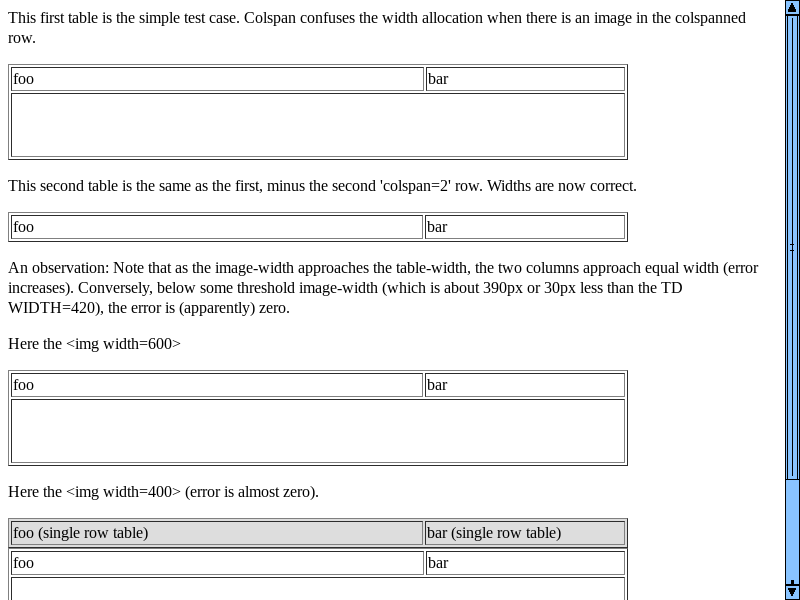 This first table is the simple test case. Colspan confuses the width allocation when there is an image in the colspanned
row.
foo bar
This second table is the same as the first, minus the second 'colspan=2' row. Widths are now correct.
foo bar
An observation: Note that as the image-width approaches the table-width, the two columns approach equal width (error
increases). Conversely, below some threshold image-width (which is about 390px or 30px less than the TD
WIDTH=420), the error is (apparently) zero.
Here the <img width=600>
foo bar
Here the <img width=400> (error is almost zero).
foo (single row table) bar (single row table)
foo bar